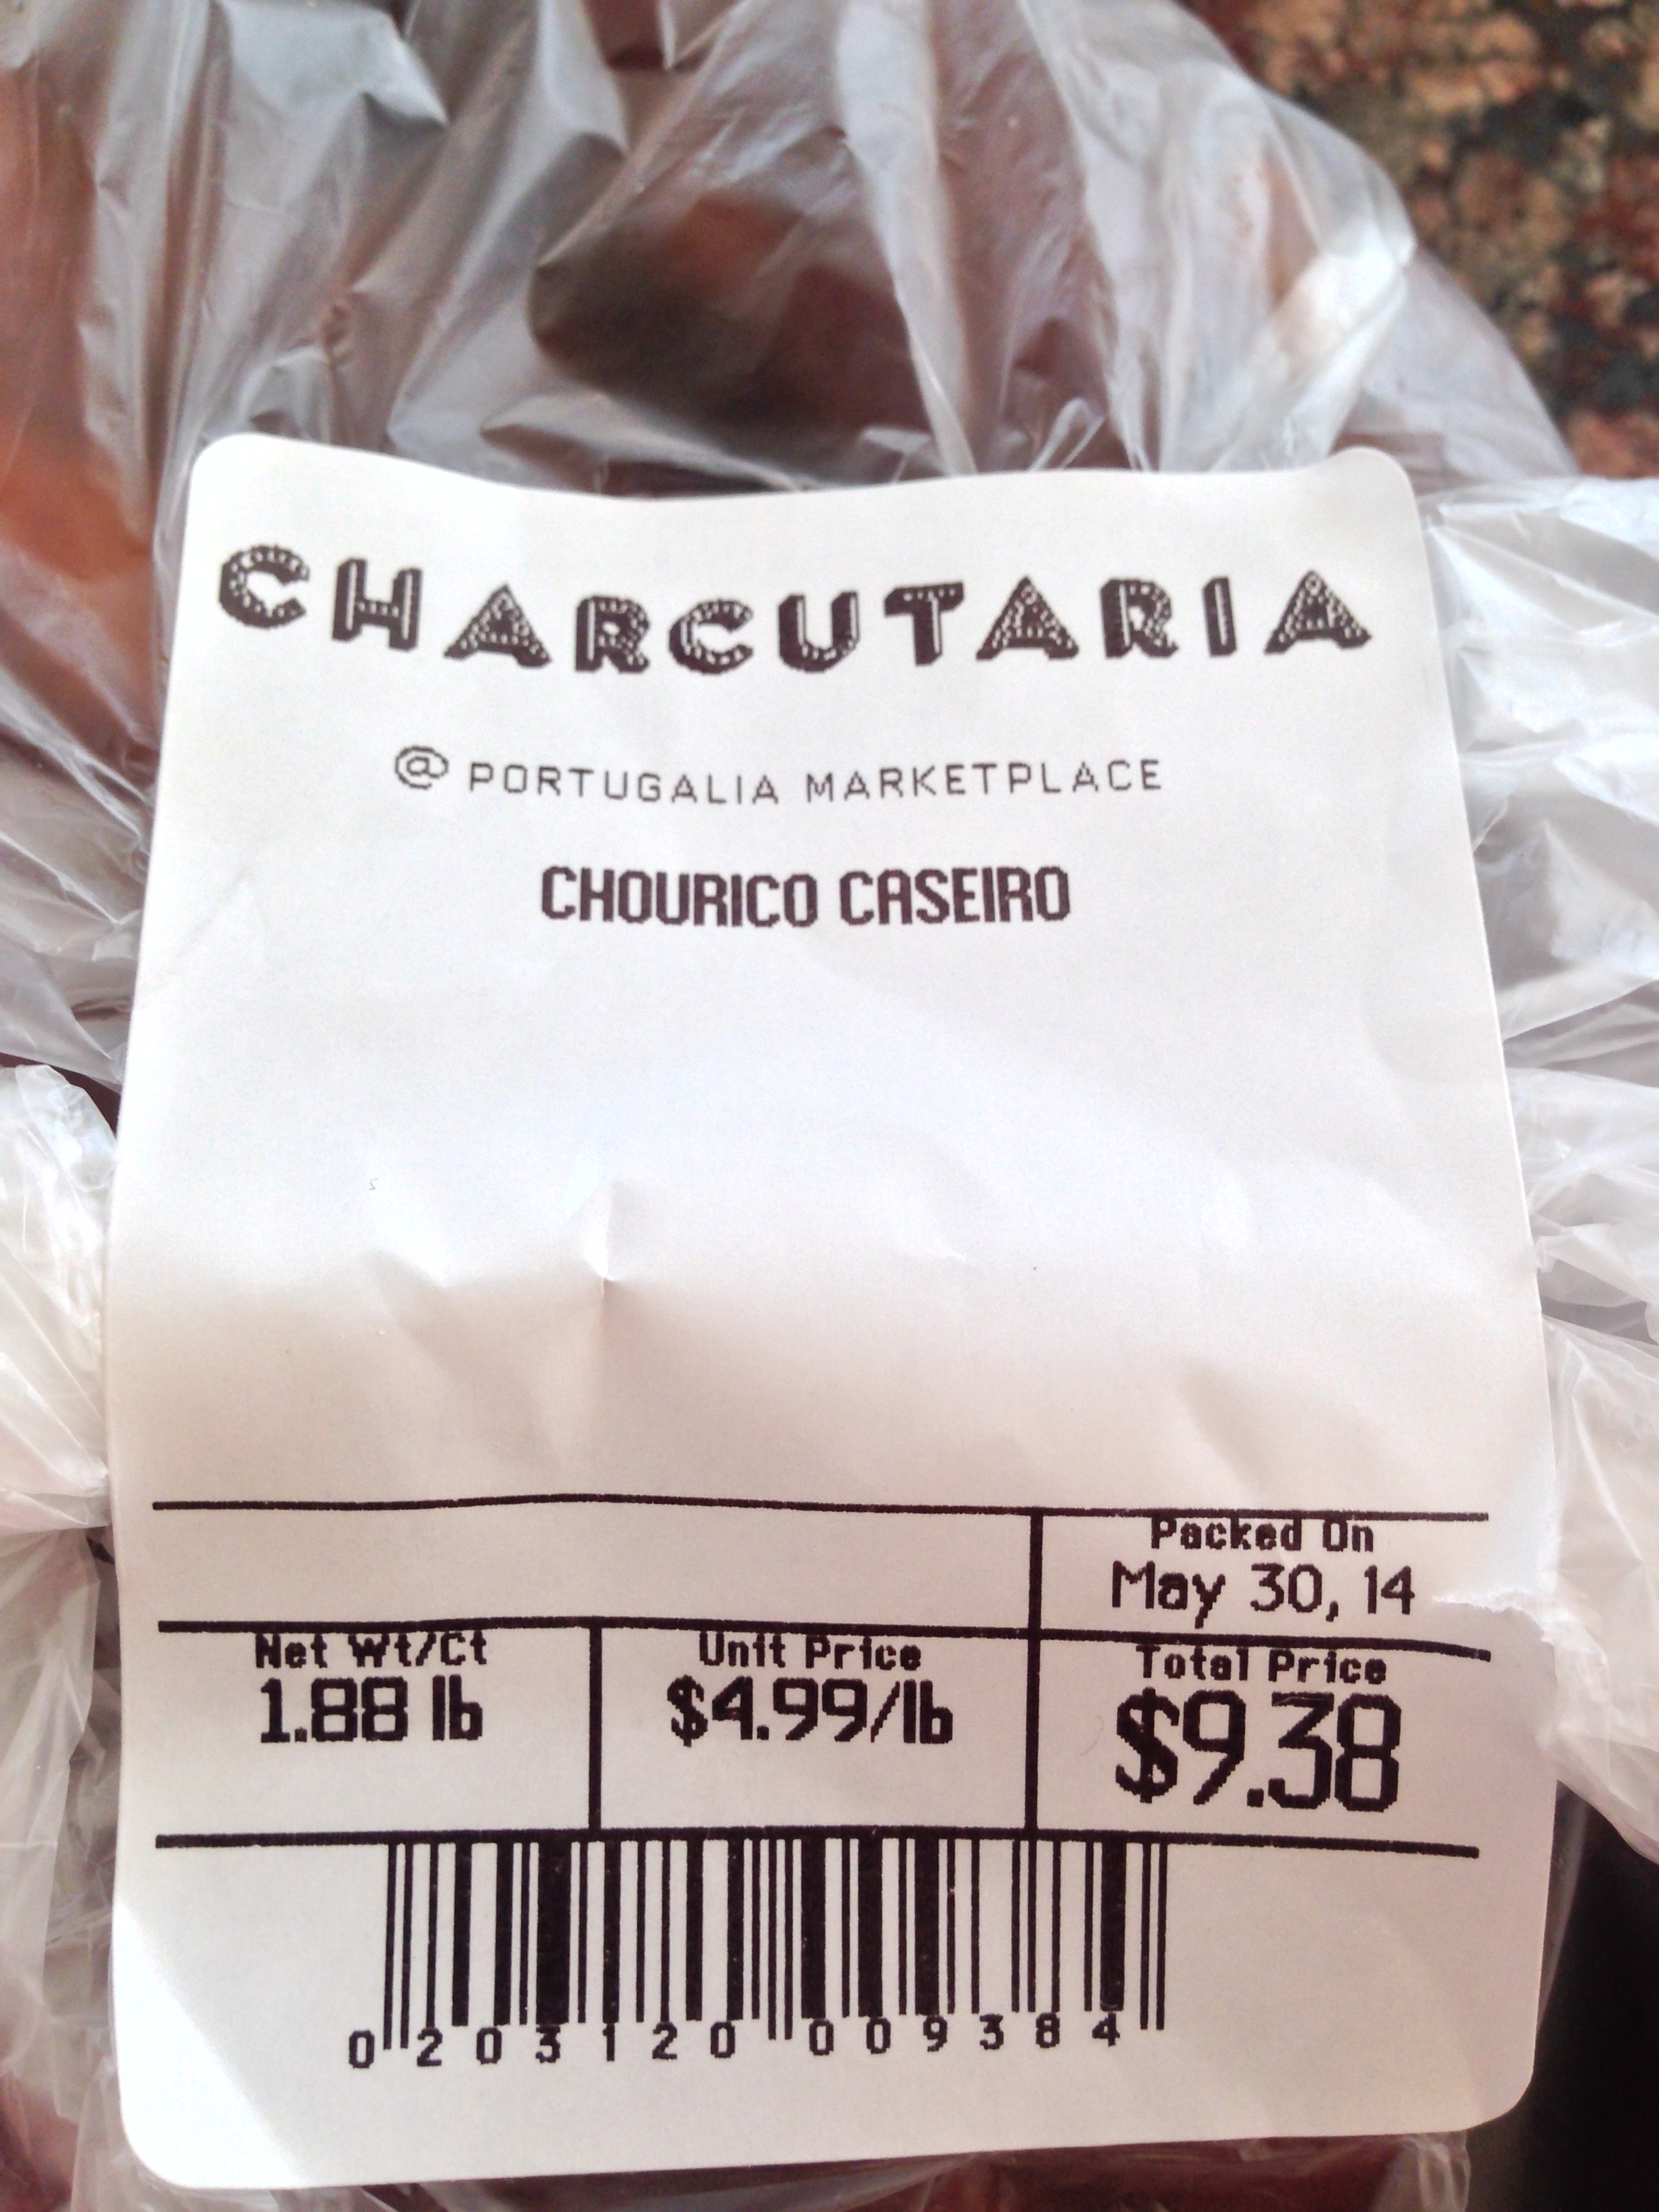 CHARCUTARIA
@ PORTUGALIA MARKETPLACE
CHOURICO CASEIRO
Packed On
May 30, 14
Net Wt/Ct
1.88 lb
Unit Price
$4.99/lb
Total Price
$9.38
0 203120 009384